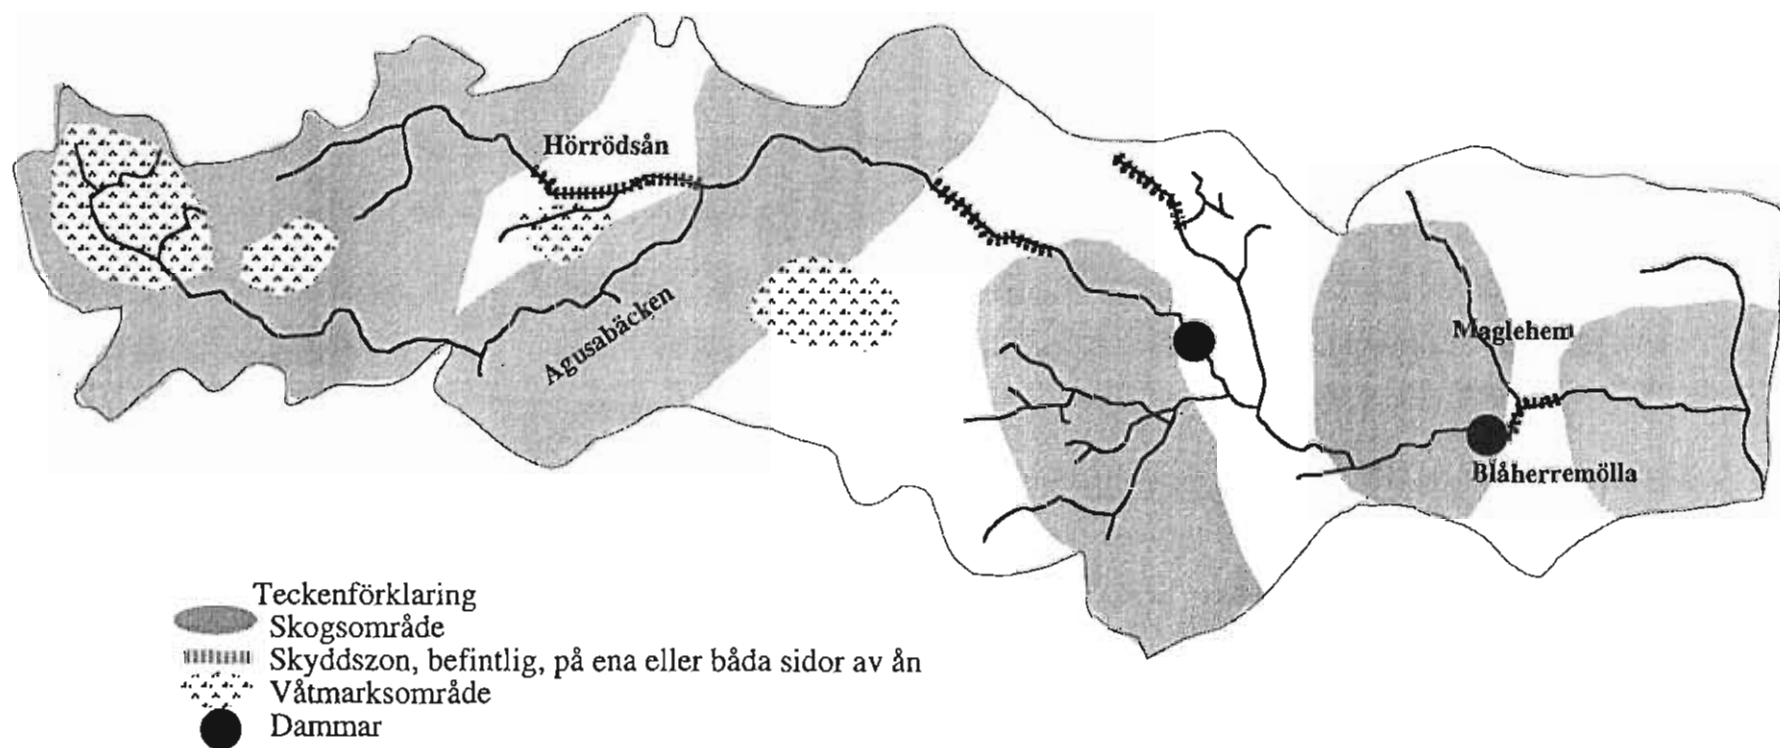 Hörrödsån
Agusabäcken
Maglehem
Blåherremölla
Teckenförklaring
Skogsområde
Skyddszon, befintlig, på ena eller båda sidor av ån
Våtmarksområde
Dammar